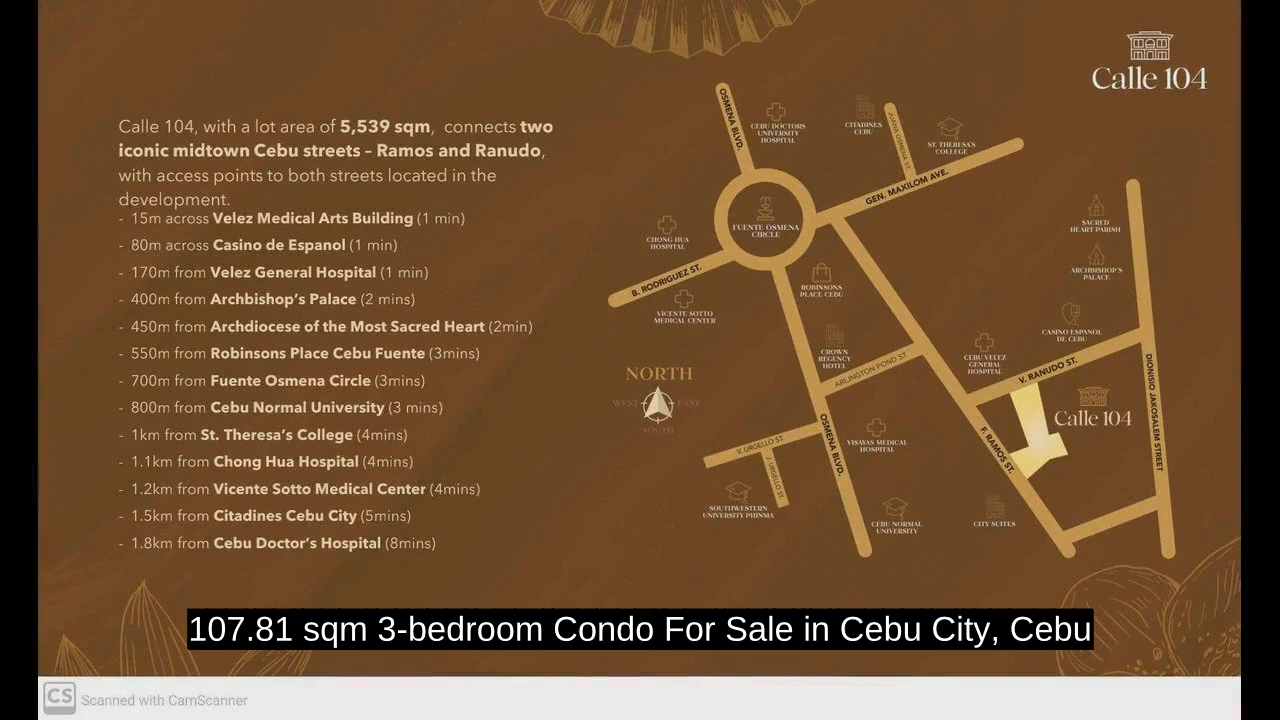 Calle 104
Calle 104, with a lot area of 5,539 sqm, connects two
iconic midtown Cebu streets – Ramos and Ranudo,
with access points to both streets located in the
development.
- 15m across Velez Medical Arts Building (1 min)
- 80m across Casino de Espanol (1 min)
- 170m from Velez General Hospital (1 min)
- 400m from Archbishop's Palace (2 mins)
- 450m from Archdiocese of the Most Sacred Heart (2min)
- 550m from Robinsons Place Cebu Fuente (3mins)
- 700m from Fuente Osmena Circle (3mins)
- 800m from Cebu Normal University (3 mins)
- 1km from St. Theresa's College (4mins)
- 1.1km from Chong Hua Hospital (4mins)
- 1.2km from Vicente Sotto Medical Center (4mins)
- 1.5km from Citadines Cebu City (5mins)
- 1.8km from Cebu Doctor's Hospital (8mins)
OSMENA BLVD.
CEBU DOCTORS
UNIVERSITY
HOSPITAL
CITADINES
CEBU
JUANA OSMENA ST.
ST. THERESA'S
COLLEGE
GEN. MAXILOM AVE.
FUENTE OSMENA
CIRCLE
CHONG HUA
HOSPITAL
B. RODRIGUEZ ST.
VICENTE SOTTO
MEDICAL CENTER
ROBINSONS
PLACE CEBU
SACRED
HEART PARISH
ARCHBISHOP'S
PALACE
CASINO ESPANOL
DE CEBU
CROWN
REGENCY
HOTEL
ARLINGTON POND ST.
CEBU VELEZ
GENERAL
HOSPITAL
V. RANUDO ST.
DIONISIO JAKOSALEM STREET
NORTH
WEST
EAST
SOUTH
Calle 104
OSMENA BLVD.
F. RAMOS ST.
V. URGELLO ST.
J. URGELLO ST.
VISAYAS MEDICAL
HOSPITAL
SOUTHWESTERN
UNIVERSITY PHINMA
CEBU NORMAL
UNIVERSITY
CITY SUITES
107.81 sqm 3-bedroom Condo For Sale in Cebu City, Cebu
CS Scanned with CamScanner